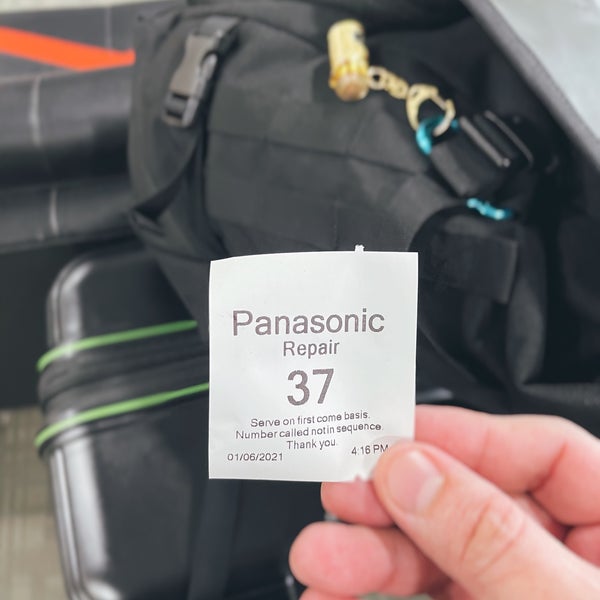 Panasonic
Repair
37
Serve on first come basis.
Number called not in sequence.
Thank you.
01/06/2021 4:16 PM